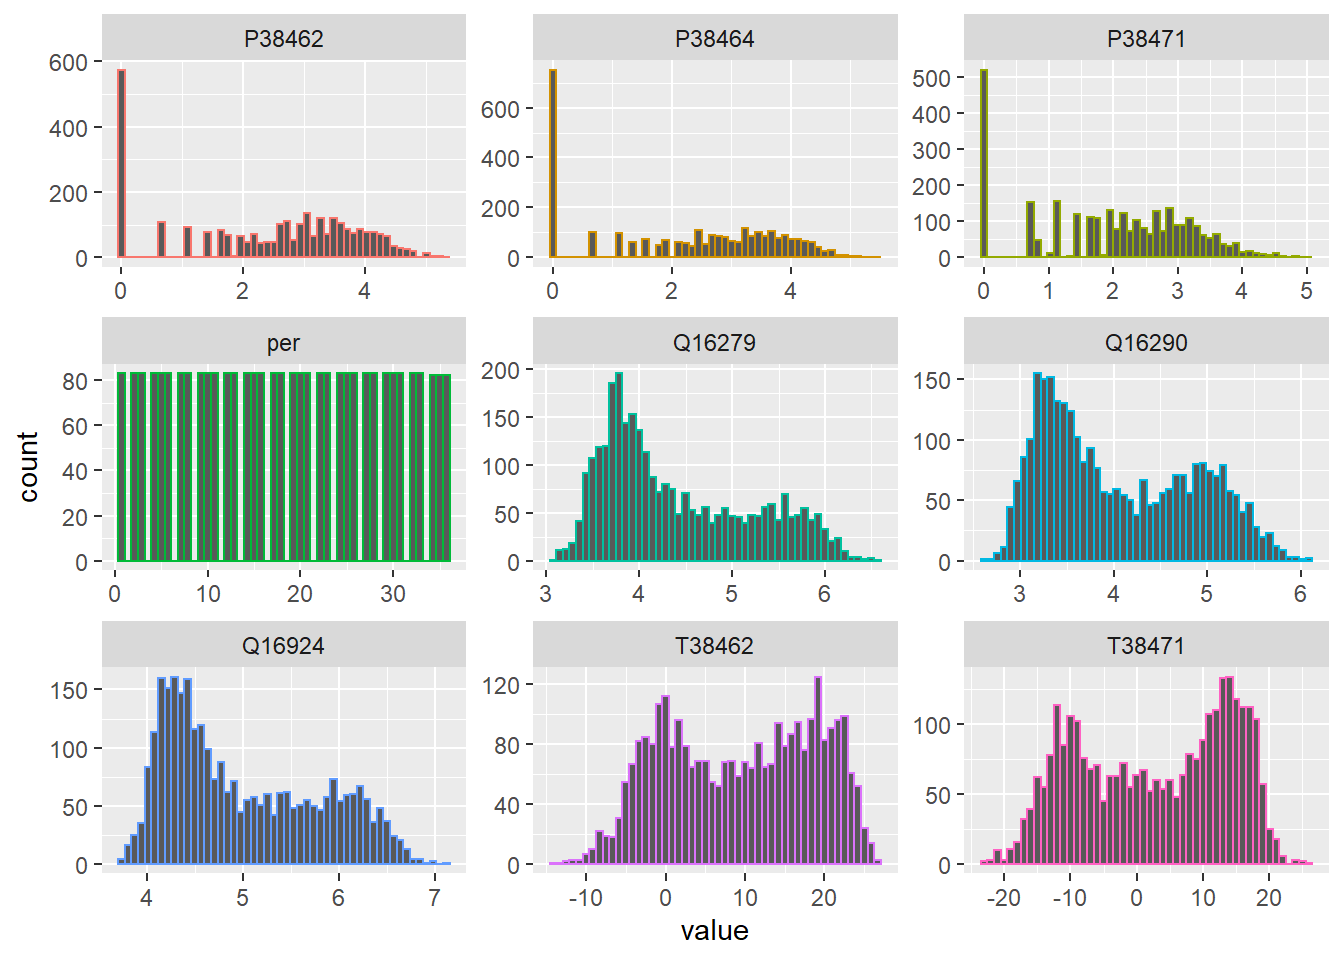 P38462 P38464 P38471
600 400 200 0
600 400 200 0
500 400 300 200 100 0
0 2 4
0 2 4
0 1 2 3 4 5
per Q16279 Q16290
80 60 40 20 0
200 150 100 50 0
150 100 50 0
0 10 20 30
3 4 5 6
3 4 5 6
count
Q16924 T38462 T38471
150 100 50 0
120 80 40 0
100 50 0
4 5 6 7
-10 0 10 20
-20 -10 0 10 20
value